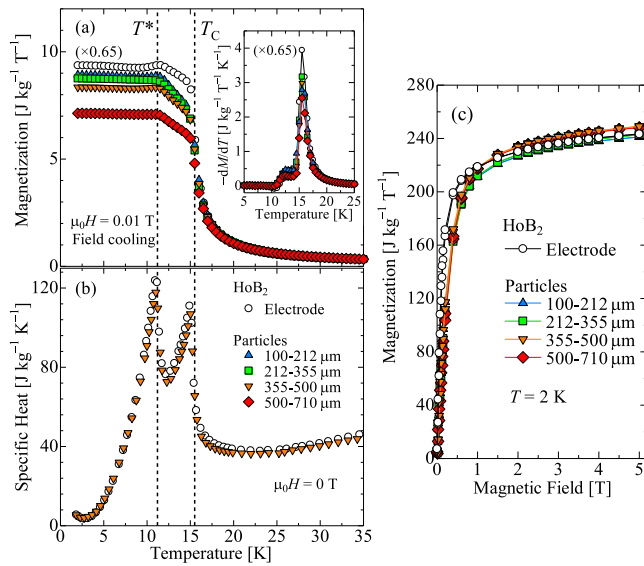 T* T_C
(a)
(×0.65)
Magnetization [J kg⁻¹ T⁻¹]
10
5
0
μ₀H = 0.01 T
Field cooling
(×0.65)
−dM/dT [J kg⁻¹ T⁻¹ K⁻¹]
4
3
2
1
0
5 10 15 20 25
Temperature [K]
(b)
Specific Heat [J kg⁻¹ K⁻¹]
120
80
40
0
HoB₂
Electrode
Particles
100-212 μm
212-355 μm
355-500 μm
500-710 μm
μ₀H = 0 T
0 5 10 15 20 25 30 35
Temperature [K]
(c)
Magnetization [J kg⁻¹ T⁻¹]
280
240
200
160
120
80
40
0
HoB₂
Electrode
Particles
100-212 μm
212-355 μm
355-500 μm
500-710 μm
T = 2 K
0 1 2 3 4 5
Magnetic Field [T]